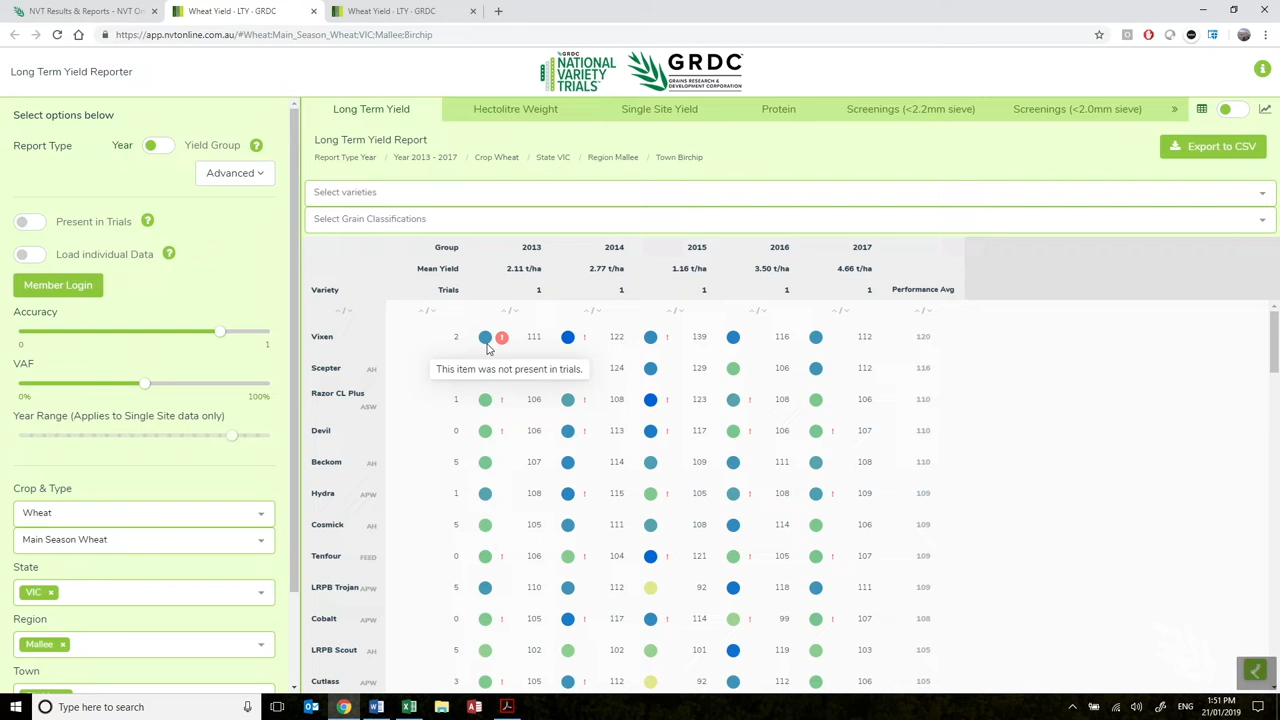 NVT Results & Reports - NVT On
Wheat Yield - LTY - GRDC
Wheat Yield - LTY - GRDC
https://app.nvtonline.com.au/#Wheat:Main_Season_Wheat:VIC:Mallee:Birchip
Long Term Yield Reporter
GRDC
NATIONAL
VARIETY
TRIALS
GRDC
GRAINS RESEARCH &
DEVELOPMENT CORPORATION
Select options below
Report Type Year Yield Group ?
Advanced
Present in Trials ?
Load individual Data ?
Member Login
Accuracy
0 1
VAF
0% 100%
Year Range (Applies to Single Site data only)
Crop & Type
Wheat
Main Season Wheat
State
VIC ×
Region
Mallee ×
Town
Long Term Yield Hectolitre Weight Single Site Yield Protein Screenings (<2.2mm sieve) Screenings (<2.0mm sieve) »
Long Term Yield Report
Report Type Year / Year 2013 - 2017 / Crop Wheat / State VIC / Region Mallee / Town Birchip
Export to CSV
Select varieties
Select Grain Classifications
Group 2013 2014 2015 2016 2017
Mean Yield 2.11 t/ha 2.77 t/ha 1.16 t/ha 3.50 t/ha 4.66 t/ha
Variety Trials 1 1 1 1 1 Performance Avg
Vixen 2 ! 111 ! 122 ! 139 116 112 120
This item was not present in trials.
Scepter AH 124 129 106 112 116
Razor CL Plus ASW 1 ! 106 ! 108 ! 123 ! 108 106 110
Devil 0 ! 106 ! 113 ! 117 ! 106 ! 107 110
Beckom AH 5 107 114 109 111 108 110
Hydra APW 1 108 ! 115 ! 105 ! 108 ! 109 109
Cosmick AH 5 105 111 108 114 106 109
Tenfour FEED 0 ! 106 ! 104 ! 121 ! 105 ! 107 109
LRPB Trojan APW 5 110 112 92 118 111 109
Cobalt APW 0 ! 105 ! 117 ! 114 ! 99 ! 107 108
LRPB Scout AH 5 102 102 101 119 103 105
Cutlass APW 3 ! 105 ! 111 92 112 106 105
Type here to search
ENG
1:51 PM
21/01/2019